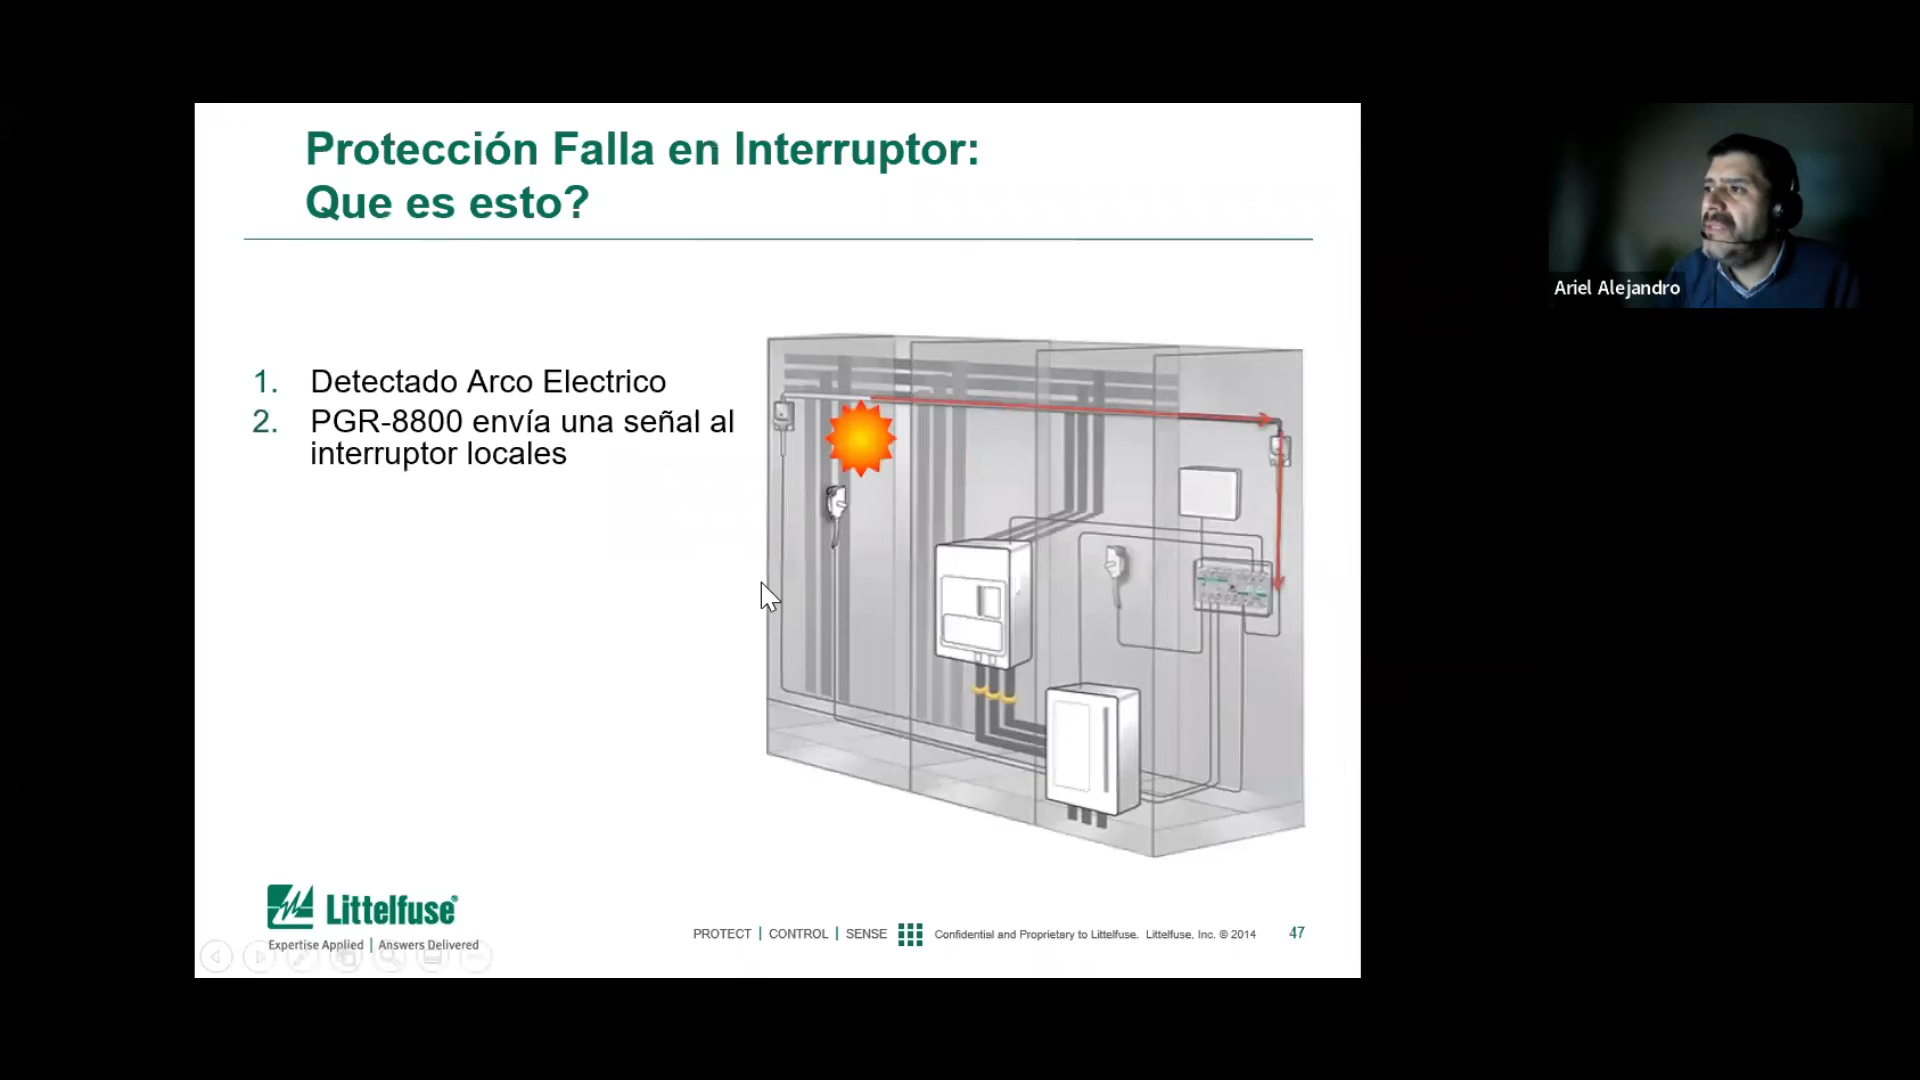 Protección Falla en Interruptor:
Que es esto?
1. Detectado Arco Electrico
2. PGR-8800 envía una señal al
interruptor locales
Ariel Alejandro
Littelfuse®
Expertise Applied | Answers Delivered
PROTECT | CONTROL | SENSE
Confidential and Proprietary to Littelfuse. Littelfuse, Inc. © 2014
47